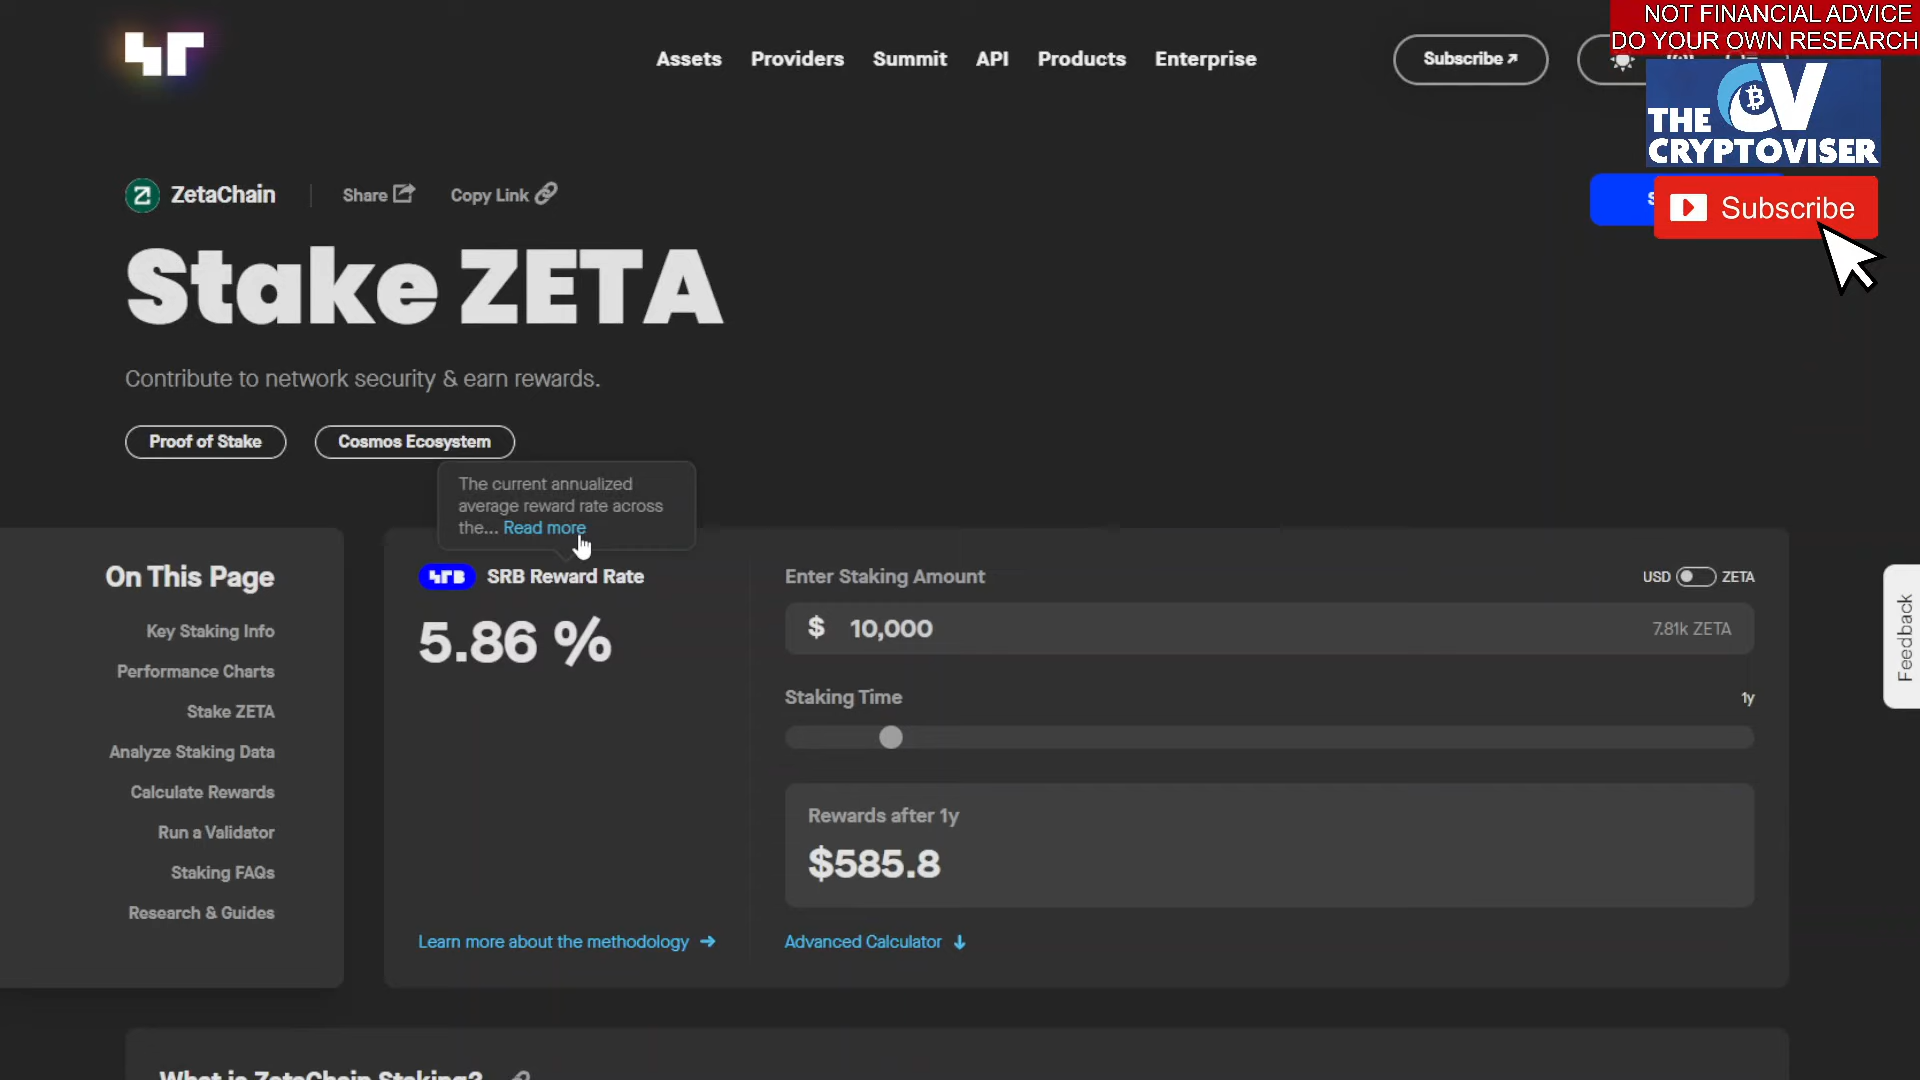 NOT FINANCIAL ADVICE
DO YOUR OWN RESEARCH
Assets Providers Summit API Products Enterprise
Subscribe
THE CV
CRYPTOVISER
Subscribe
ZetaChain Share Copy Link
Stake ZETA
Contribute to network security & earn rewards.
Proof of Stake Cosmos Ecosystem
The current annualized
average reward rate across
the... Read more
On This Page
Key Staking Info
Performance Charts
Stake ZETA
Analyze Staking Data
Calculate Rewards
Run a Validator
Staking FAQs
Research & Guides
SRB Reward Rate
5.86 %
Learn more about the methodology
Enter Staking Amount USD ZETA
$ 10,000 7.81k ZETA
Staking Time 1y
Rewards after 1y
$585.8
Advanced Calculator
Feedback
What is ZetaChain Staking?